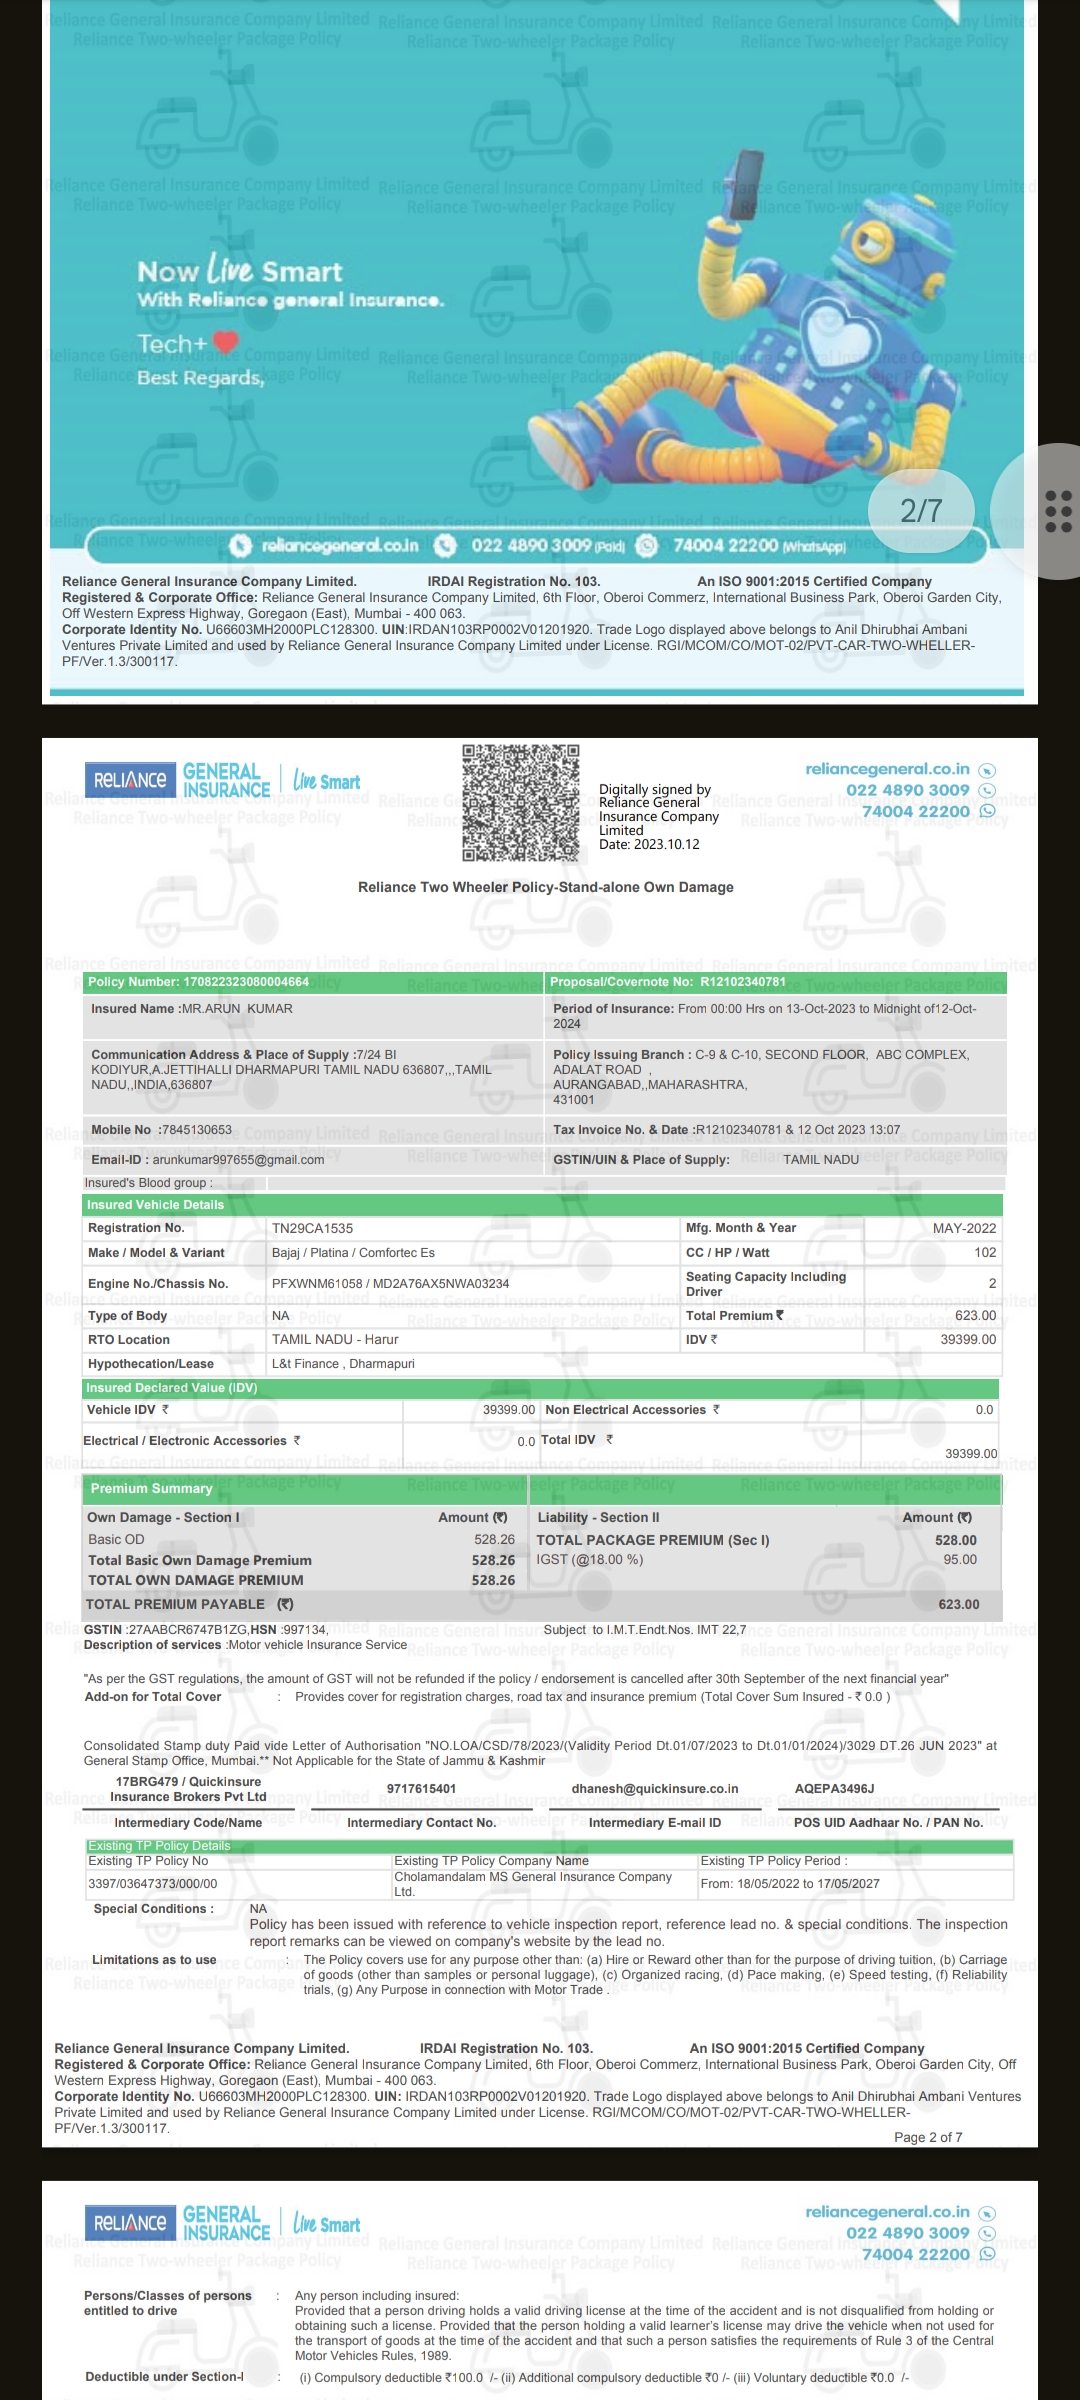 Now Live Smart
With Reliance general Insurance.
Tech+
Best Regards,
2/7
reliancegeneral.co.in 022 4890 3009 (Paid) 74004 22200 (WhatsApp)
Reliance General Insurance Company Limited. IRDAI Registration No. 103. An ISO 9001:2015 Certified Company
Registered & Corporate Office: Reliance General Insurance Company Limited, 6th Floor, Oberoi Commerz, International Business Park, Oberoi Garden City,
Off Western Express Highway, Goregaon (East), Mumbai - 400 063.
Corporate Identity No. U66603MH2000PLC128300. UIN:IRDAN103RP0002V01201920. Trade Logo displayed above belongs to Anil Dhirubhai Ambani
Ventures Private Limited and used by Reliance General Insurance Company Limited under License. RGI/MCOM/CO/MOT-02/PVT-CAR-TWO-WHELLER-
PF/Ver.1.3/300117.
RELIANCE GENERAL INSURANCE Live Smart
Digitally signed by
Reliance General
Insurance Company
Limited
Date: 2023.10.12
reliancegeneral.co.in
022 4890 3009
74004 22200
Reliance Two Wheeler Policy-Stand-alone Own Damage
Policy Number: 170822323080004664 Proposal/Covernote No: R12102340781
Insured Name :MR.ARUN KUMAR Period of Insurance: From 00:00 Hrs on 13-Oct-2023 to Midnight of12-Oct-
2024
Communication Address & Place of Supply :7/24 BI
KODIYUR,A.JETTIHALLI DHARMAPURI TAMIL NADU 636807,,,TAMIL
NADU,,INDIA,636807
Policy Issuing Branch : C-9 & C-10, SECOND FLOOR, ABC COMPLEX,
ADALAT ROAD ,
AURANGABAD,,MAHARASHTRA,
431001
Mobile No :7845130653 Tax Invoice No. & Date :R12102340781 & 12 Oct 2023 13:07
Email-ID : arunkumar997655@gmail.com GSTIN/UIN & Place of Supply: TAMIL NADU
Insured's Blood group :
Insured Vehicle Details
Registration No. TN29CA1535 Mfg. Month & Year MAY-2022
Make / Model & Variant Bajaj / Platina / Comfortec Es CC / HP / Watt 102
Engine No./Chassis No. PFXWNM61058 / MD2A76AX5NWA03234 Seating Capacity Including
Driver 2
Type of Body NA Total Premium ₹ 623.00
RTO Location TAMIL NADU - Harur IDV ₹ 39399.00
Hypothecation/Lease L&t Finance , Dharmapuri
Insured Declared Value (IDV)
Vehicle IDV ₹ 39399.00 Non Electrical Accessories ₹ 0.0
Electrical / Electronic Accessories ₹ 0.0 Total IDV ₹ 39399.00
Premium Summary
Own Damage - Section I Amount (₹) Liability - Section II Amount (₹)
Basic OD 528.26 TOTAL PACKAGE PREMIUM (Sec I) 528.00
Total Basic Own Damage Premium 528.26 IGST (@18.00 %) 95.00
TOTAL OWN DAMAGE PREMIUM 528.26
TOTAL PREMIUM PAYABLE (₹) 623.00
GSTIN :27AABCR6747B1ZG,HSN :997134, Subject to I.M.T.Endt.Nos. IMT 22,7
Description of services :Motor vehicle Insurance Service
"As per the GST regulations, the amount of GST will not be refunded if the policy / endorsement is cancelled after 30th September of the next financial year"
Add-on for Total Cover : Provides cover for registration charges, road tax and insurance premium (Total Cover Sum Insured - ₹ 0.0 )
Consolidated Stamp duty Paid vide Letter of Authorisation "NO.LOA/CSD/78/2023/(Validity Period Dt.01/07/2023 to Dt.01/01/2024)/3029 DT.26 JUN 2023" at
General Stamp Office, Mumbai.** Not Applicable for the State of Jammu & Kashmir
17BRG479 / Quickinsure
Insurance Brokers Pvt Ltd 9717615401 dhanesh@quickinsure.co.in AQEPA3496J
Intermediary Code/Name Intermediary Contact No. Intermediary E-mail ID POS UID Aadhaar No. / PAN No.
Existing TP Policy Details
Existing TP Policy No Existing TP Policy Company Name Existing TP Policy Period :
3397/03647373/000/00 Cholamandalam MS General Insurance Company
Ltd. From: 18/05/2022 to 17/05/2027
Special Conditions : NA
Policy has been issued with reference to vehicle inspection report, reference lead no. & special conditions. The inspection
report remarks can be viewed on company's website by the lead no.
Limitations as to use : The Policy covers use for any purpose other than: (a) Hire or Reward other than for the purpose of driving tuition, (b) Carriage
of goods (other than samples or personal luggage), (c) Organized racing, (d) Pace making, (e) Speed testing, (f) Reliability
trials, (g) Any Purpose in connection with Motor Trade .
Reliance General Insurance Company Limited. IRDAI Registration No. 103. An ISO 9001:2015 Certified Company
Registered & Corporate Office: Reliance General Insurance Company Limited, 6th Floor, Oberoi Commerz, International Business Park, Oberoi Garden City, Off
Western Express Highway, Goregaon (East), Mumbai - 400 063.
Corporate Identity No. U66603MH2000PLC128300. UIN: IRDAN103RP0002V01201920. Trade Logo displayed above belongs to Anil Dhirubhai Ambani Ventures
Private Limited and used by Reliance General Insurance Company Limited under License. RGI/MCOM/CO/MOT-02/PVT-CAR-TWO-WHELLER-
PF/Ver.1.3/300117.
Page 2 of 7
RELIANCE GENERAL INSURANCE Live Smart
reliancegeneral.co.in
022 4890 3009
74004 22200
Persons/Classes of persons
entitled to drive : Any person including insured:
Provided that a person driving holds a valid driving license at the time of the accident and is not disqualified from holding or
obtaining such a license. Provided that the person holding a valid learner's license may drive the vehicle when not used for
the transport of goods at the time of the accident and that such a person satisfies the requirements of Rule 3 of the Central
Motor Vehicles Rules, 1989.
Deductible under Section-I : (i) Compulsory deductible ₹100.0 /- (ii) Additional compulsory deductible ₹0 /- (iii) Voluntary deductible ₹0.0 /-